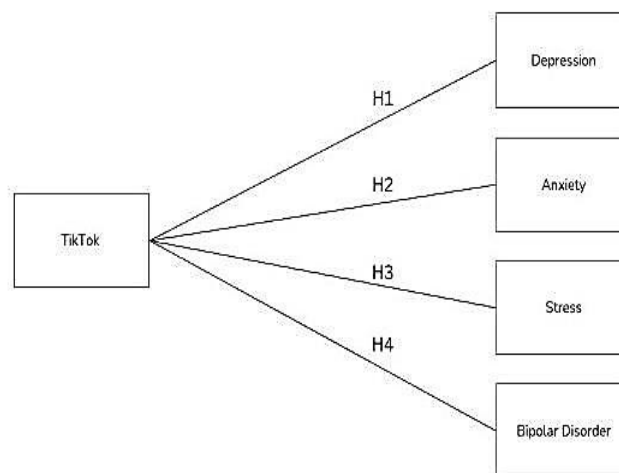 Depression
H1
H2
Anxiety
TikTok
H3
Stress
H4
Bipolar Disorder